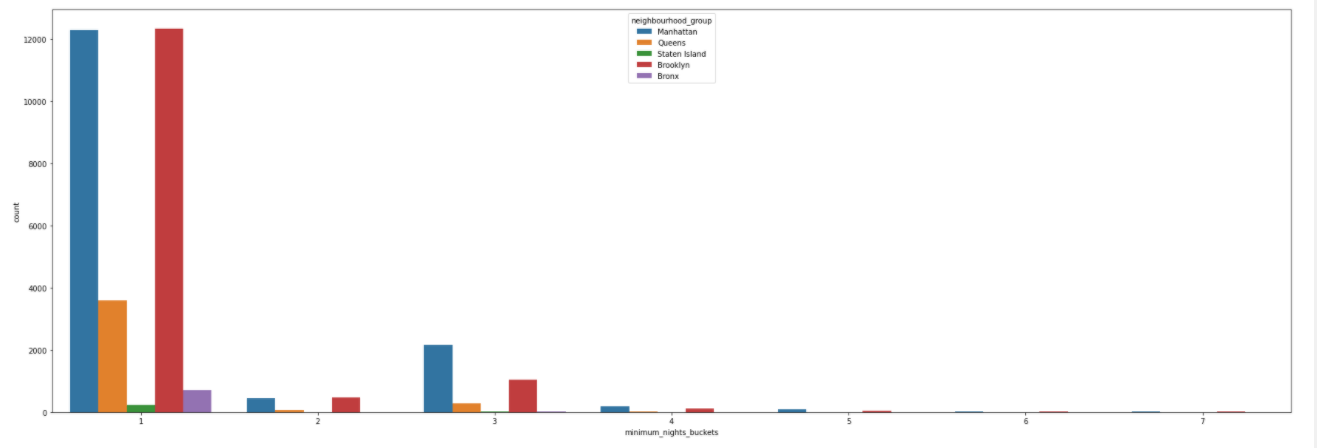 neighbourhood_group
Manhattan
Queens
Staten Island
Brooklyn
Bronx
12000
10000
8000
6000
4000
2000
0
count
1 2 3 4 5 6 7
minimum_nights_buckets